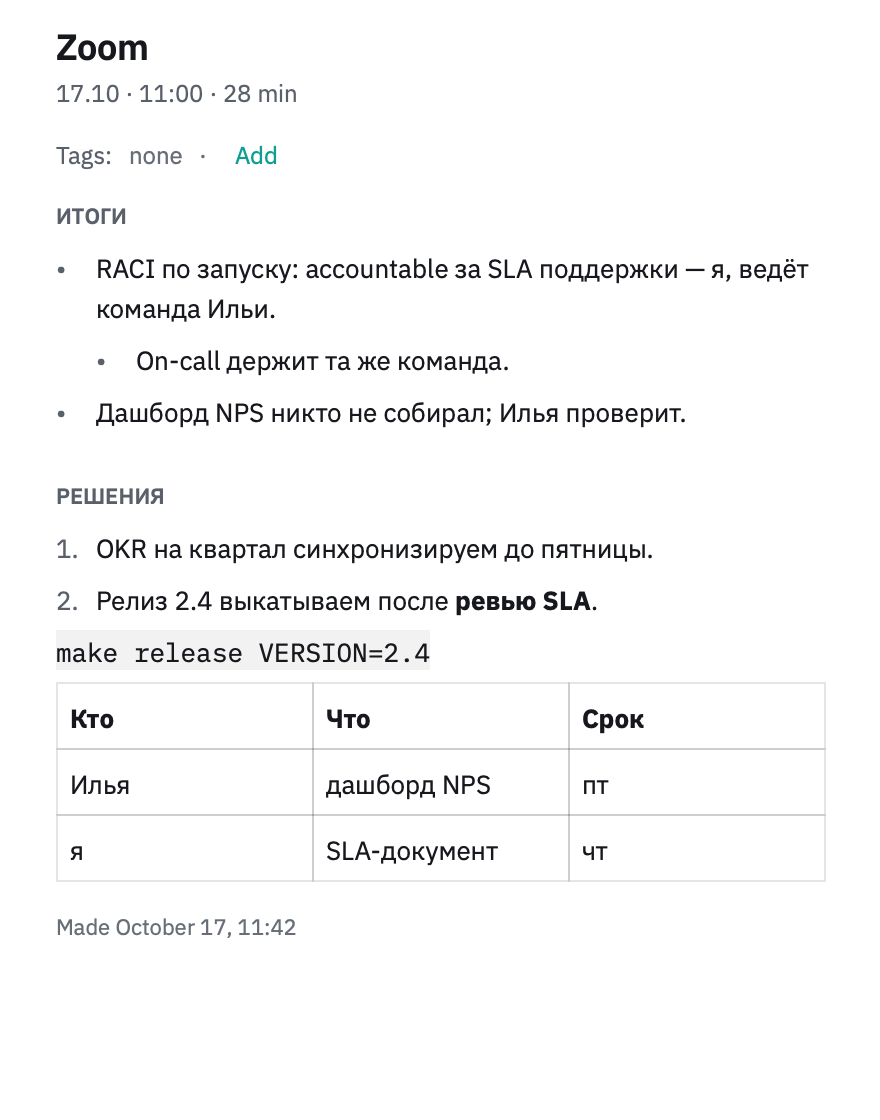 Zoom
17.10 · 11:00 · 28 min
Tags: none · Add
ИТОГИ
• RACI по запуску: accountable за SLA поддержки — я, ведёт
команда Ильи.
• On-call держит та же команда.
• Дашборд NPS никто не собирал; Илья проверит.
РЕШЕНИЯ
1. OKR на квартал синхронизируем до пятницы.
2. Релиз 2.4 выкатываем после ревью SLA.
make release VERSION=2.4
Кто Что Срок
Илья дашборд NPS пт
я SLA-документ чт
Made October 17, 11:42